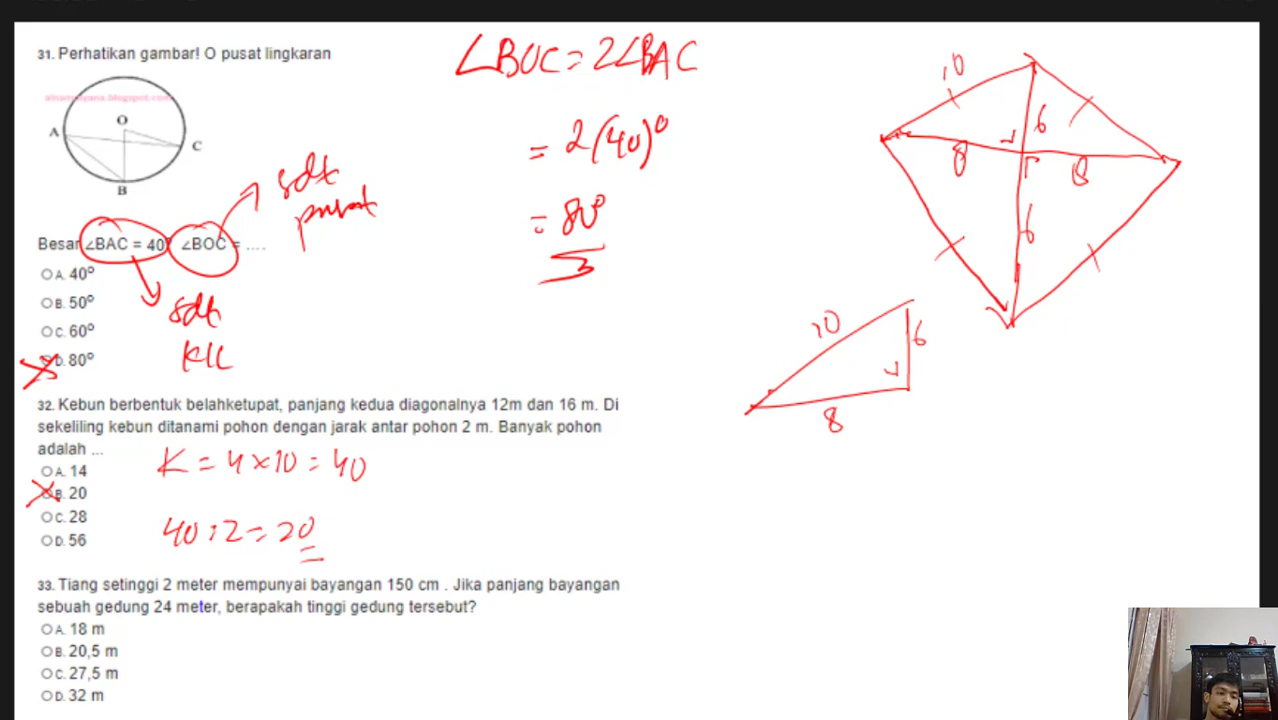 31. Perhatikan gambar! O pusat lingkaran
O
A
C
B
Besar ∠BAC = 40° ∠BOC = ....
O A. 40°
O B. 50°
O C. 60°
O D. 80°
sdt
pusat
sdt
kll
∠BOC = 2∠BAC
= 2(40)°
= 80°
32. Kebun berbentuk belahketupat, panjang kedua diagonalnya 12m dan 16 m. Di
sekeliling kebun ditanami pohon dengan jarak antar pohon 2 m. Banyak pohon
adalah ...
O A. 14
O B. 20
O C. 28
O D. 56
K = 4 x 10 = 40
40 : 2 = 20
10
6
8
8
6
10
6
8
33. Tiang setinggi 2 meter mempunyai bayangan 150 cm . Jika panjang bayangan
sebuah gedung 24 meter, berapakah tinggi gedung tersebut?
O A. 18 m
O B. 20,5 m
O C. 27,5 m
O D. 32 m